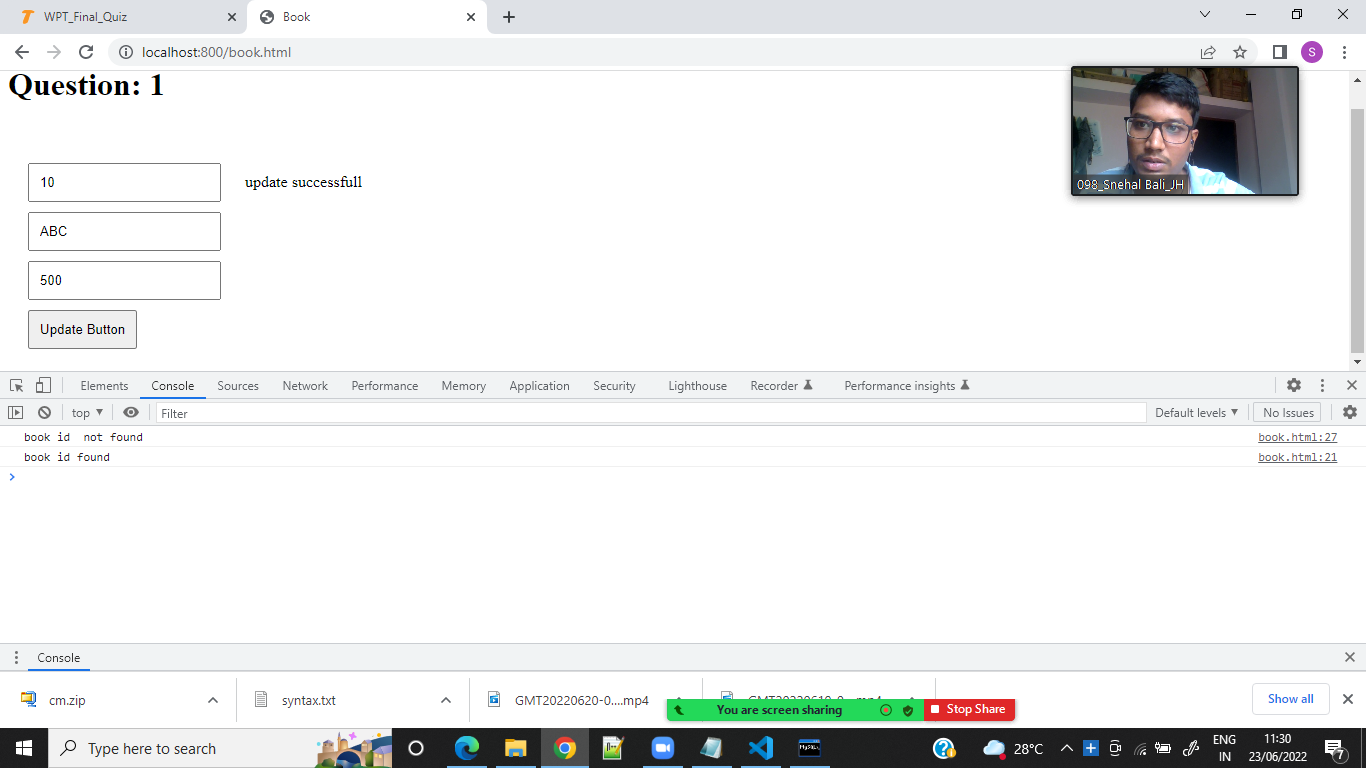 WPT_Final_Quiz
Book
localhost:800/book.html
S
Question: 1
098_Snehal Bali_JH
10
update successfull
ABC
500
Update Button
Elements Console Sources Network Performance Memory Application Security Lighthouse Recorder Performance insights
top Filter Default levels No Issues
book id  not found book.html:27
book id found book.html:21
Console
cm.zip syntax.txt GMT20220620-0....mp4
Show all
You are screen sharing Stop Share
Type here to search
28°C
ENG
IN
11:30
23/06/2022
7